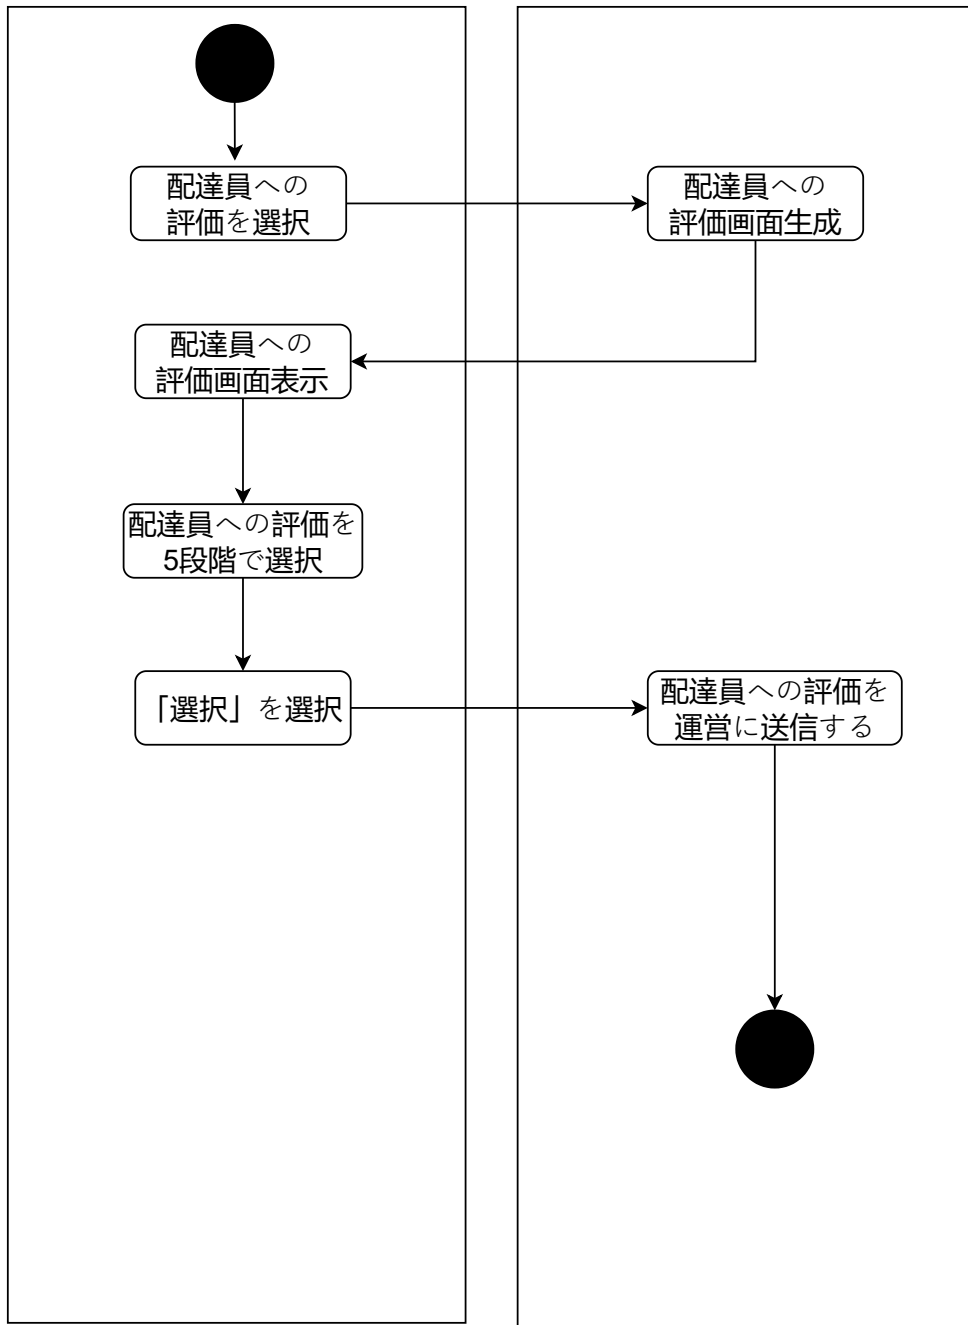 配達員への
評価を選択
配達員への
評価画面生成
配達員への
評価画面表示
配達員への評価を
5段階で選択
「選択」を選択
配達員への評価を
運営に送信する